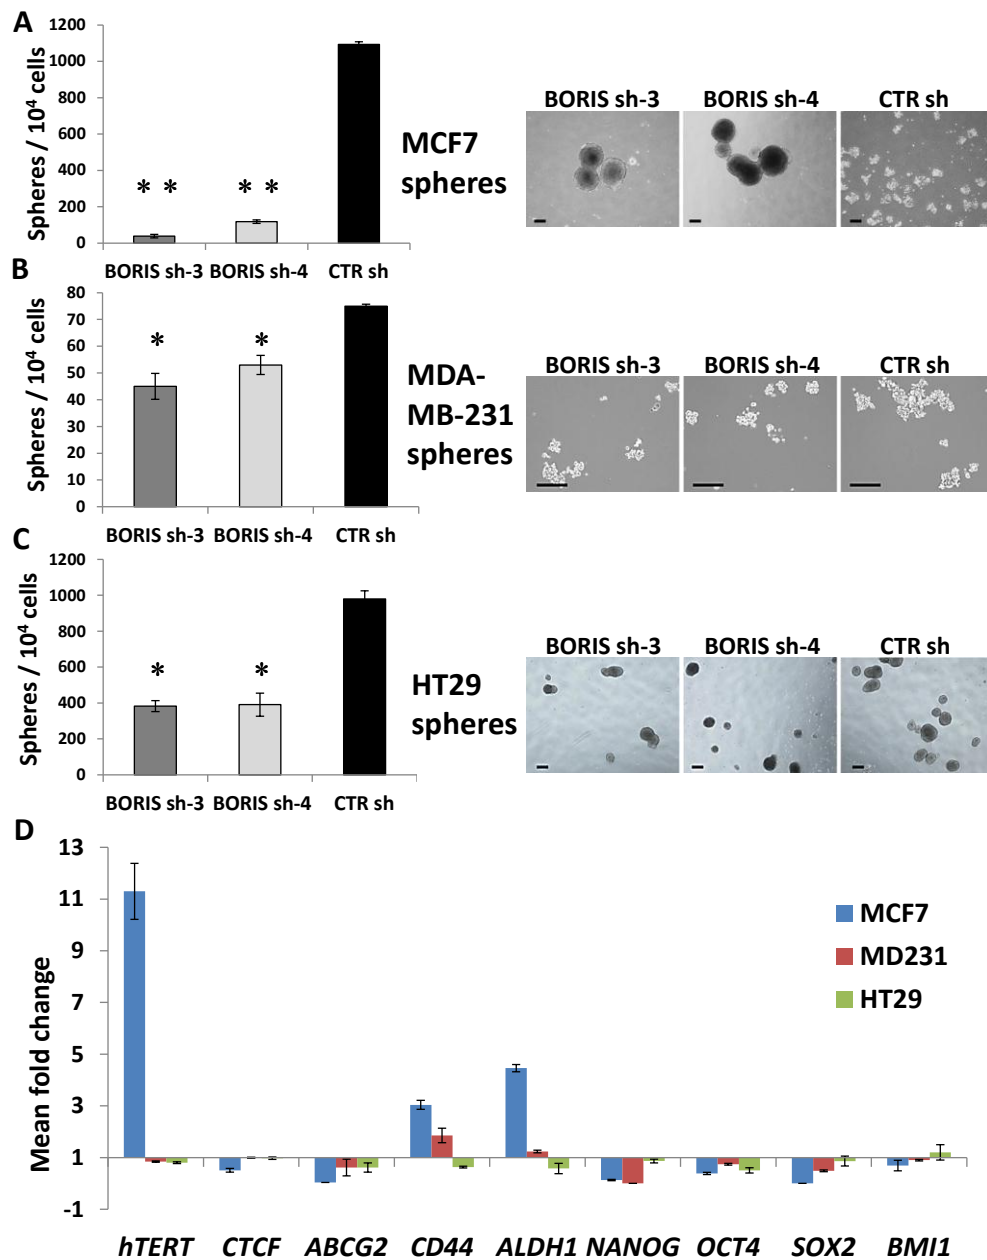 A
1200
1000
800
600
400
200
0
Spheres / 10⁴ cells
* *
* *
BORIS sh-3 BORIS sh-4 CTR sh
MCF7
spheres
BORIS sh-3 BORIS sh-4 CTR sh
B
80
70
60
50
40
30
20
10
0
Spheres / 10⁴ cells
*
*
BORIS sh-3 BORIS sh-4 CTR sh
MDA-
MB-231
spheres
BORIS sh-3 BORIS sh-4 CTR sh
C
1200
1000
800
600
400
200
0
Spheres / 10⁴ cells
*
*
BORIS sh-3 BORIS sh-4 CTR sh
HT29
spheres
BORIS sh-3 BORIS sh-4 CTR sh
D
13
11
9
7
5
3
1
-1
Mean fold change
MCF7
MD231
HT29
hTERT CTCF ABCG2 CD44 ALDH1 NANOG OCT4 SOX2 BMI1